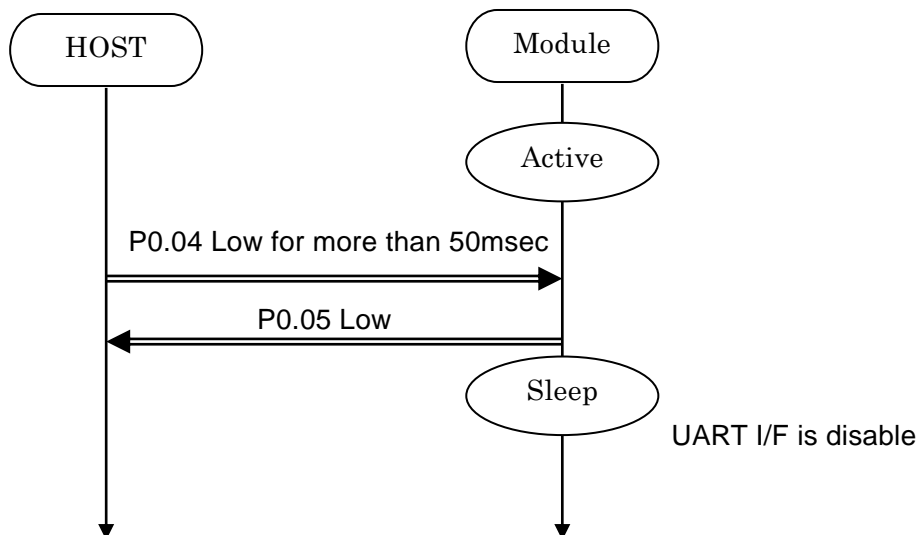 HOST
Module
Active
P0.04 Low for more than 50msec
P0.05 Low
Sleep
UART I/F is disable